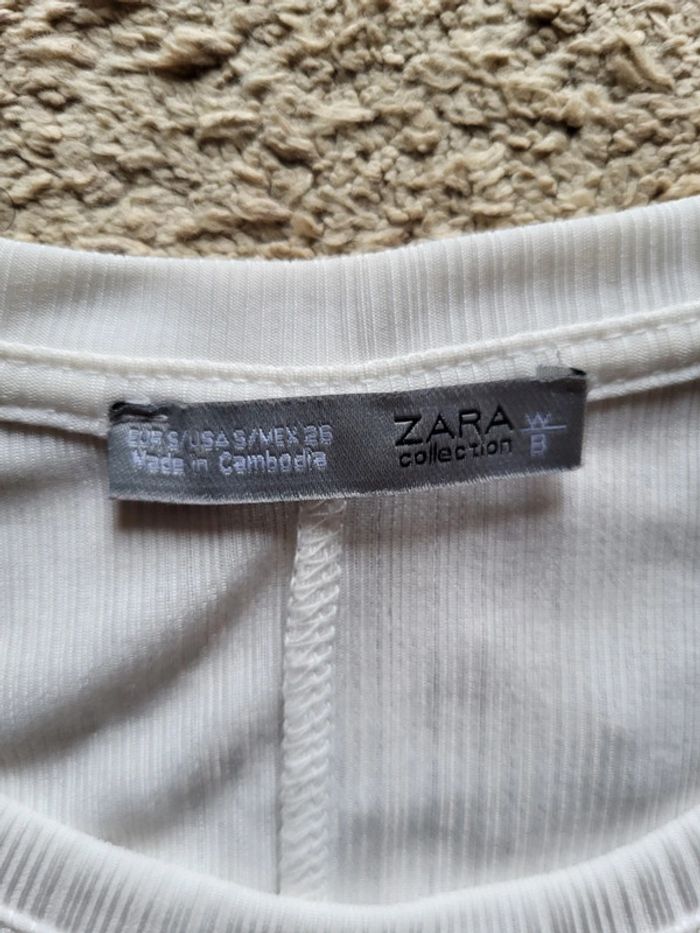 EUR S/USA S/MEX 26
Made in Cambodia
ZARA
collection
W
B